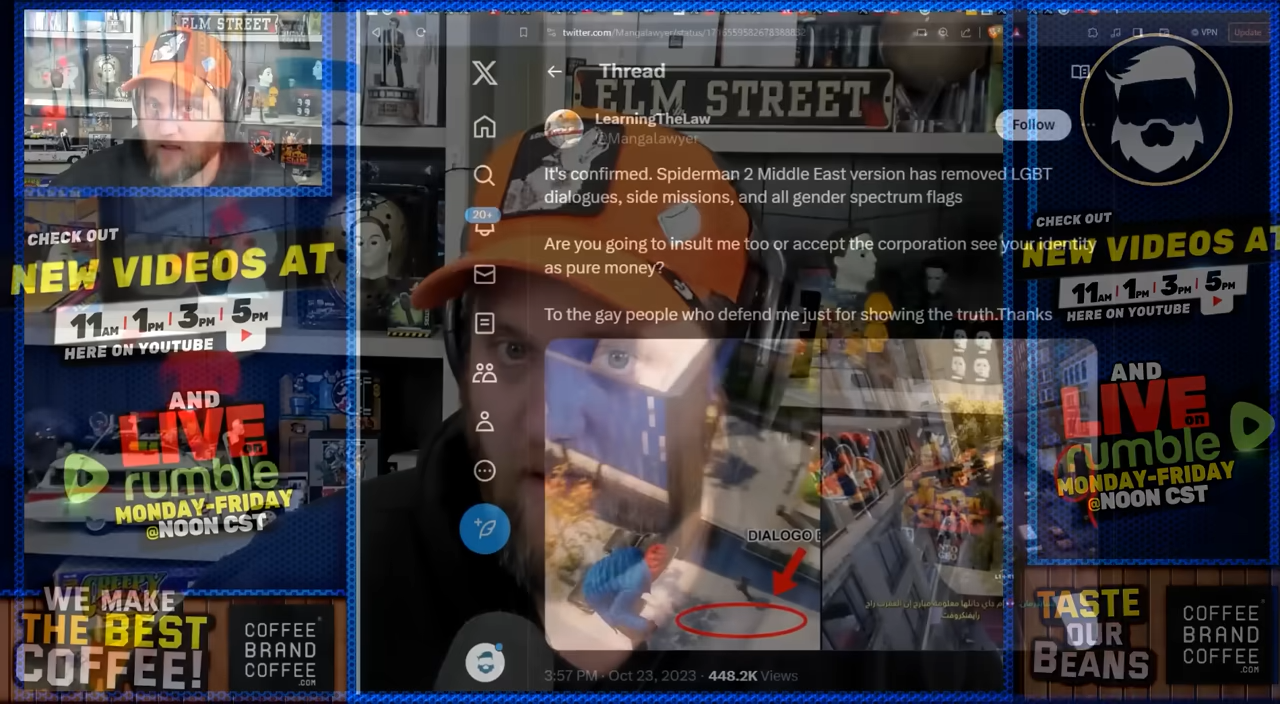 ELM STREET
CHECK OUT
NEW VIDEOS AT
11AM | 1PM | 3PM | 5PM
HERE ON YOUTUBE
AND
LIVE on
rumble
MONDAY-FRIDAY
@NOON CST
WE MAKE
THE BEST
COFFEE!
COFFEE
BRAND
COFFEE
.COM
twitter.com/Mangalawyer/status/
VPN
Update
Thread
ELM STREET
LearningTheLaw
@Mangalawyer
Follow
It's confirmed. Spiderman 2 Middle East version has removed LGBT
dialogues, side missions, and all gender spectrum flags
20+
Are you going to insult me too or accept the corporation see your identity
as pure money?
To the gay people who defend me just for showing the truth.Thanks
DIALOGO
3:57 PM · Oct 23, 2023 · 448.2K Views
CHECK OUT
NEW VIDEOS AT
11AM | 1PM | 3PM | 5PM
HERE ON YOUTUBE
AND
LIVE on
rumble
MONDAY-FRIDAY
@NOON CST
TASTE
OUR
BEANS
COFFEE
BRAND
COFFEE
.COM